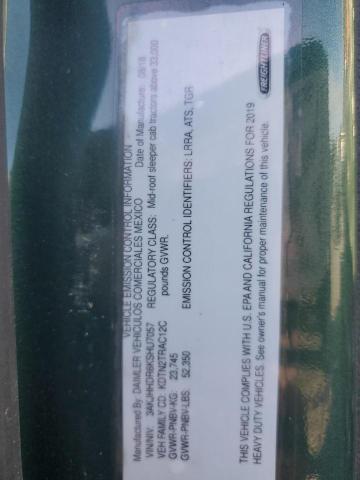 VEHICLE EMISSION CONTROL INFORMATION
Manufactured By: DAIMLER VEHICULOS COMERCIALES MEXICO Date of Manufacture: 08/18
VIN/NIV: 3AKJHHDR6KSHU7057 REGULATORY CLASS: Mid-roof sleeper cab tractors above 33,000
VEH FAMILY CD: KDTN2TRAC12C pounds GVWR.
GVWR-PNBV-KG: 23,745
GVWR-PNBV-LBS: 52,350 EMISSION CONTROL IDENTIFIERS: LRRA, ATS, TGR
THIS VEHICLE COMPLIES WITH U.S. EPA AND CALIFORNIA REGULATIONS FOR 2019
HEAVY DUTY VEHICLES. See owner's manual for proper maintenance of this vehicle.
FREIGHTLINER